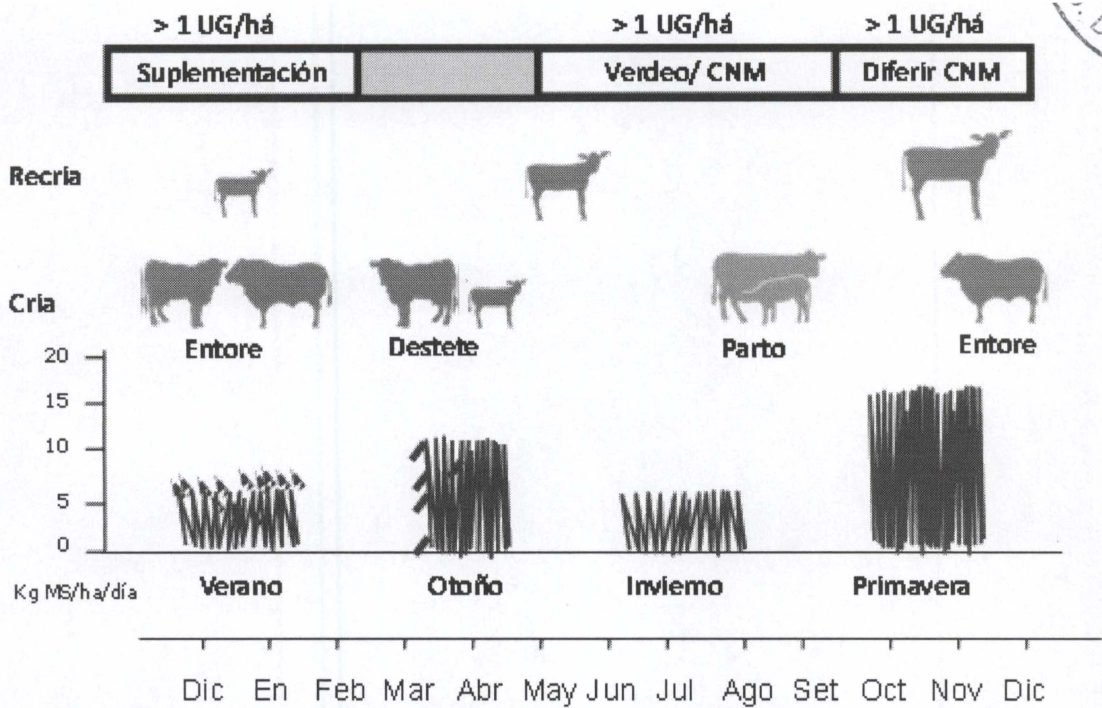 > 1 UG/há > 1 UG/há > 1 UG/há
Suplementación Verdeo/ CNM Diferir CNM
Recria
Cria
Entore Destete Parto Entore
20
15
10
5
0
Kg MS/ha/día Verano Otoño Invierno Primavera
Dic En Feb Mar Abr May Jun Jul Ago Set Oct Nov Dic